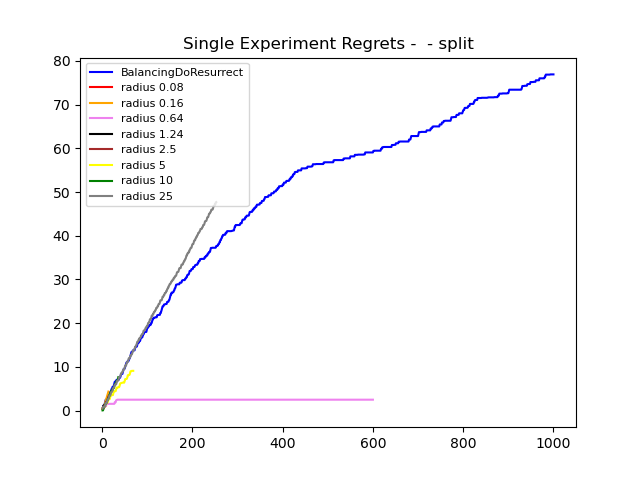 Single Experiment Regrets -  - split
80
70
60
50
40
30
20
10
0
BalancingDoResurrect
radius 0.08
radius 0.16
radius 0.64
radius 1.24
radius 2.5
radius 5
radius 10
radius 25
0 200 400 600 800 1000